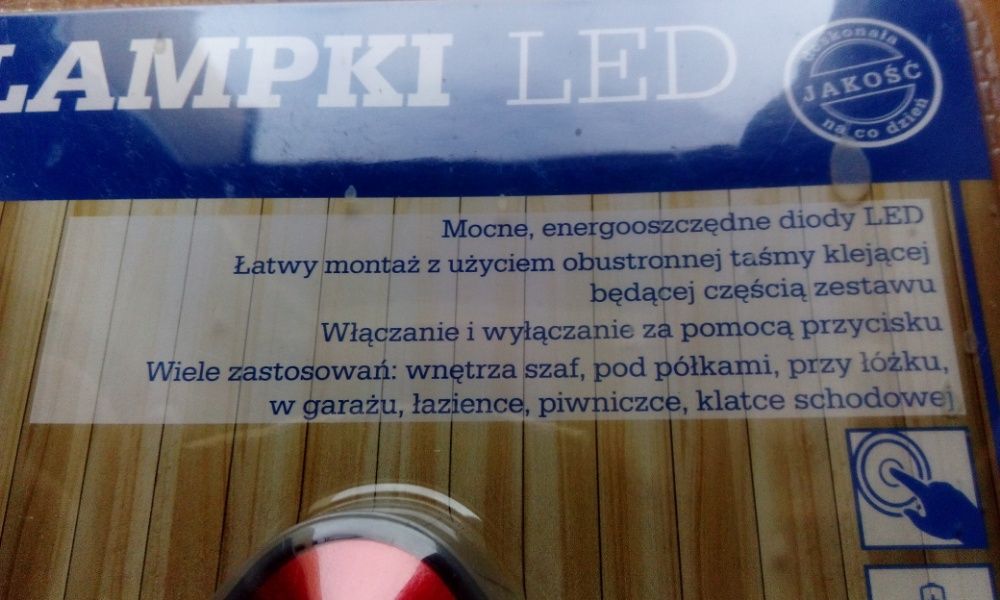 LAMPKI LED
doskonała
JAKOŚĆ
na co dzień
Mocne, energooszczędne diody LED
Łatwy montaż z użyciem obustronnej taśmy klejącej
będącej częścią zestawu
Włączanie i wyłączanie za pomocą przycisku
Wiele zastosowań: wnętrza szaf, pod półkami, przy łóżku,
w garażu, łazience, piwniczce, klatce schodowej